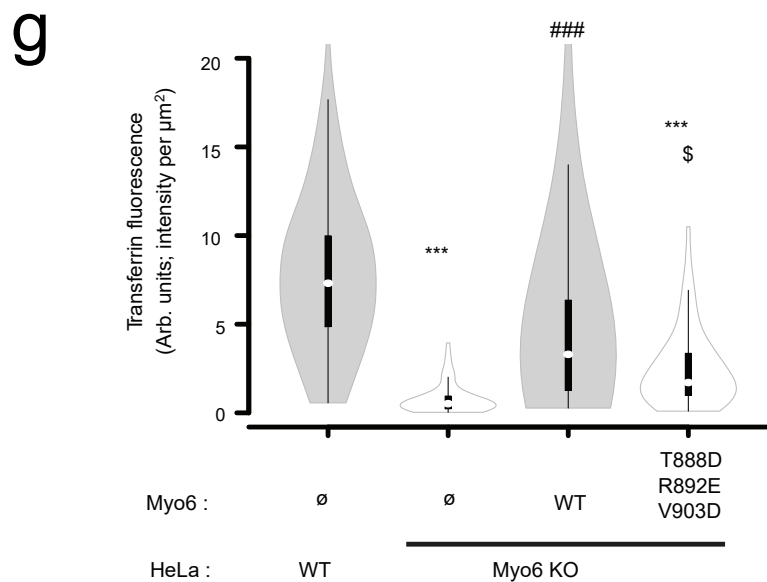 g
###
20
Transferrin fluorescence
(Arb. units; intensity per µm²)
15
***
$
10
***
5
0
Myo6 : ø ø WT T888D
R892E
V903D
HeLa : WT Myo6 KO